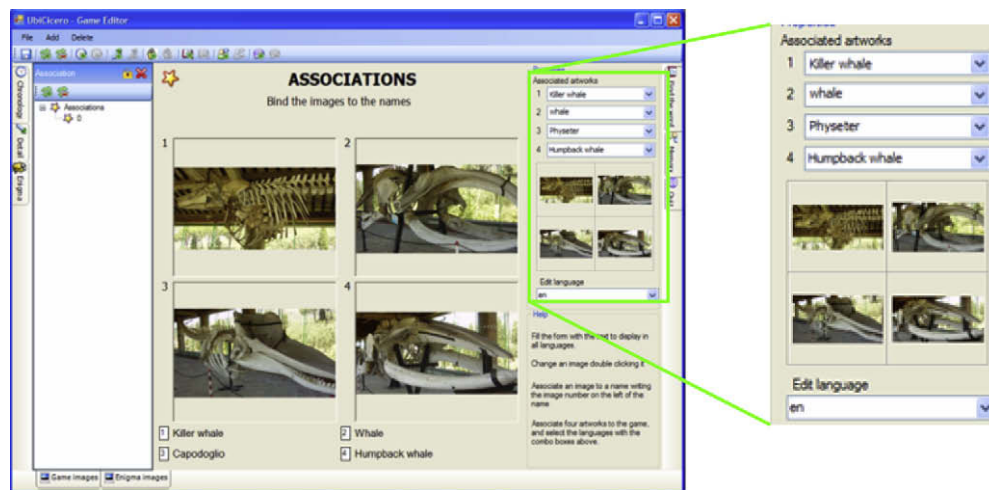 UbiCicero - Game Editor
File Add Delete
Association
Associations
0
Chronology
Detail
Enigma
ASSOCIATIONS
Bind the images to the names
1
2
3
4
1 Killer whale
2 Whale
3 Capodoglio
4 Humpback whale
Game Images Enigma Images
Properties
Associated artworks
1 Killer whale
2 whale
3 Physeter
4 Humpback whale
Edit language
en
Help
Fill the form with the text to display in
all languages.
Change an image double clicking it
Associate an image to a name writing
the image number on the left of the
name
Associate four artworks to the game,
and select the languages with the
combo boxes above.
Find the word
Memory
Quiz
Properties
Associated artworks
1 Killer whale
2 whale
3 Physeter
4 Humpback whale
Edit language
en